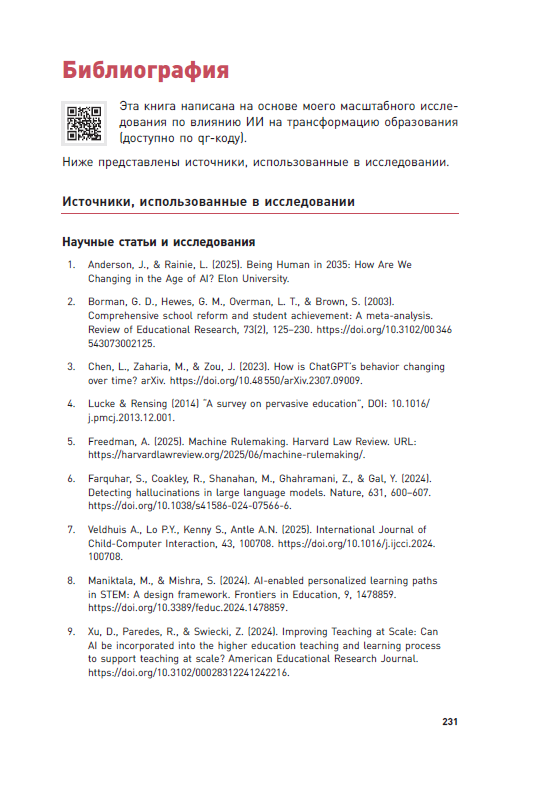 Библиография
Эта книга написана на основе моего масштабного иссле-
дования по влиянию ИИ на трансформацию образования
(доступно по qr-коду).
Ниже представлены источники, использованные в исследовании.
Источники, использованные в исследовании
Научные статьи и исследования
1. Anderson, J., & Rainie, L. (2025). Being Human in 2035: How Are We
Changing in the Age of AI? Elon University.
2. Borman, G. D., Hewes, G. M., Overman, L. T., & Brown, S. (2003).
Comprehensive school reform and student achievement: A meta-analysis.
Review of Educational Research, 73(2), 125–230. https://doi.org/10.3102/00346
543073002125.
3. Chen, L., Zaharia, M., & Zou, J. (2023). How is ChatGPT’s behavior changing
over time? arXiv. https://doi.org/10.48550/arXiv.2307.09009.
4. Lucke & Rensing (2014) “A survey on pervasive education”, DOI: 10.1016/
j.pmcj.2013.12.001.
5. Freedman, A. (2025). Machine Rulemaking. Harvard Law Review. URL:
https://harvardlawreview.org/2025/06/machine-rulemaking/.
6. Farquhar, S., Coakley, R., Shanahan, M., Ghahramani, Z., & Gal, Y. (2024).
Detecting hallucinations in large language models. Nature, 631, 600–607.
https://doi.org/10.1038/s41586-024-07566-6.
7. Veldhuis A., Lo P.Y., Kenny S., Antle A.N. (2025). International Journal of
Child-Computer Interaction, 43, 100708. https://doi.org/10.1016/j.ijcci.2024.
100708.
8. Maniktala, M., & Mishra, S. (2024). AI-enabled personalized learning paths
in STEM: A design framework. Frontiers in Education, 9, 1478859.
https://doi.org/10.3389/feduc.2024.1478859.
9. Xu, D., Paredes, R., & Swiecki, Z. (2024). Improving Teaching at Scale: Can
AI be incorporated into the higher education teaching and learning process
to support teaching at scale? American Educational Research Journal.
https://doi.org/10.3102/00028312241242216.
231